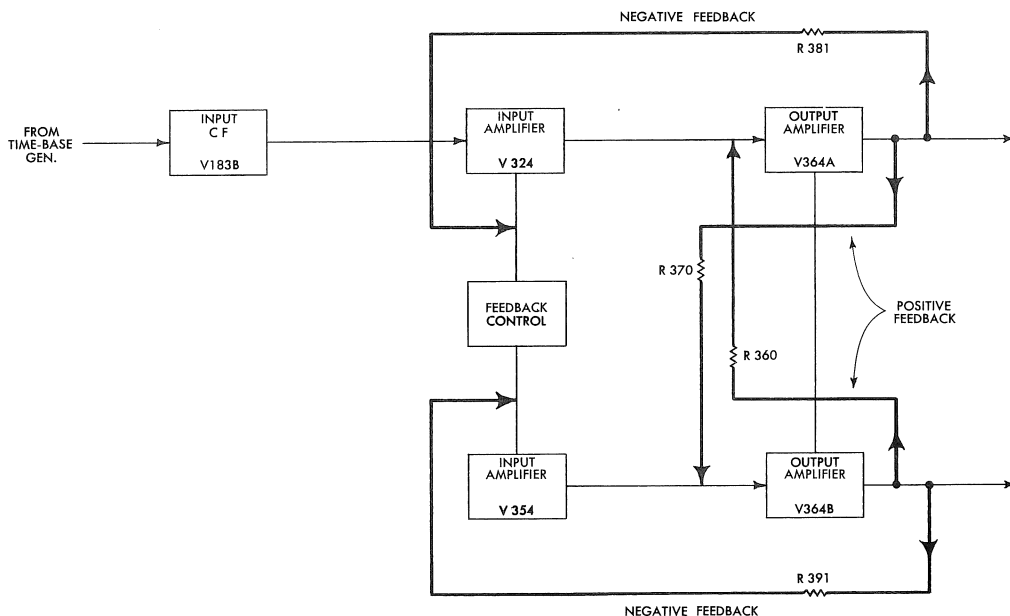 NEGATIVE FEEDBACK
R 381
FROM
TIME-BASE
GEN.
INPUT
C F
V183B
INPUT
AMPLIFIER
V 324
OUTPUT
AMPLIFIER
V364A
R 370
FEEDBACK
CONTROL
POSITIVE
FEEDBACK
R 360
INPUT
AMPLIFIER
V 354
OUTPUT
AMPLIFIER
V364B
R 391
NEGATIVE FEEDBACK